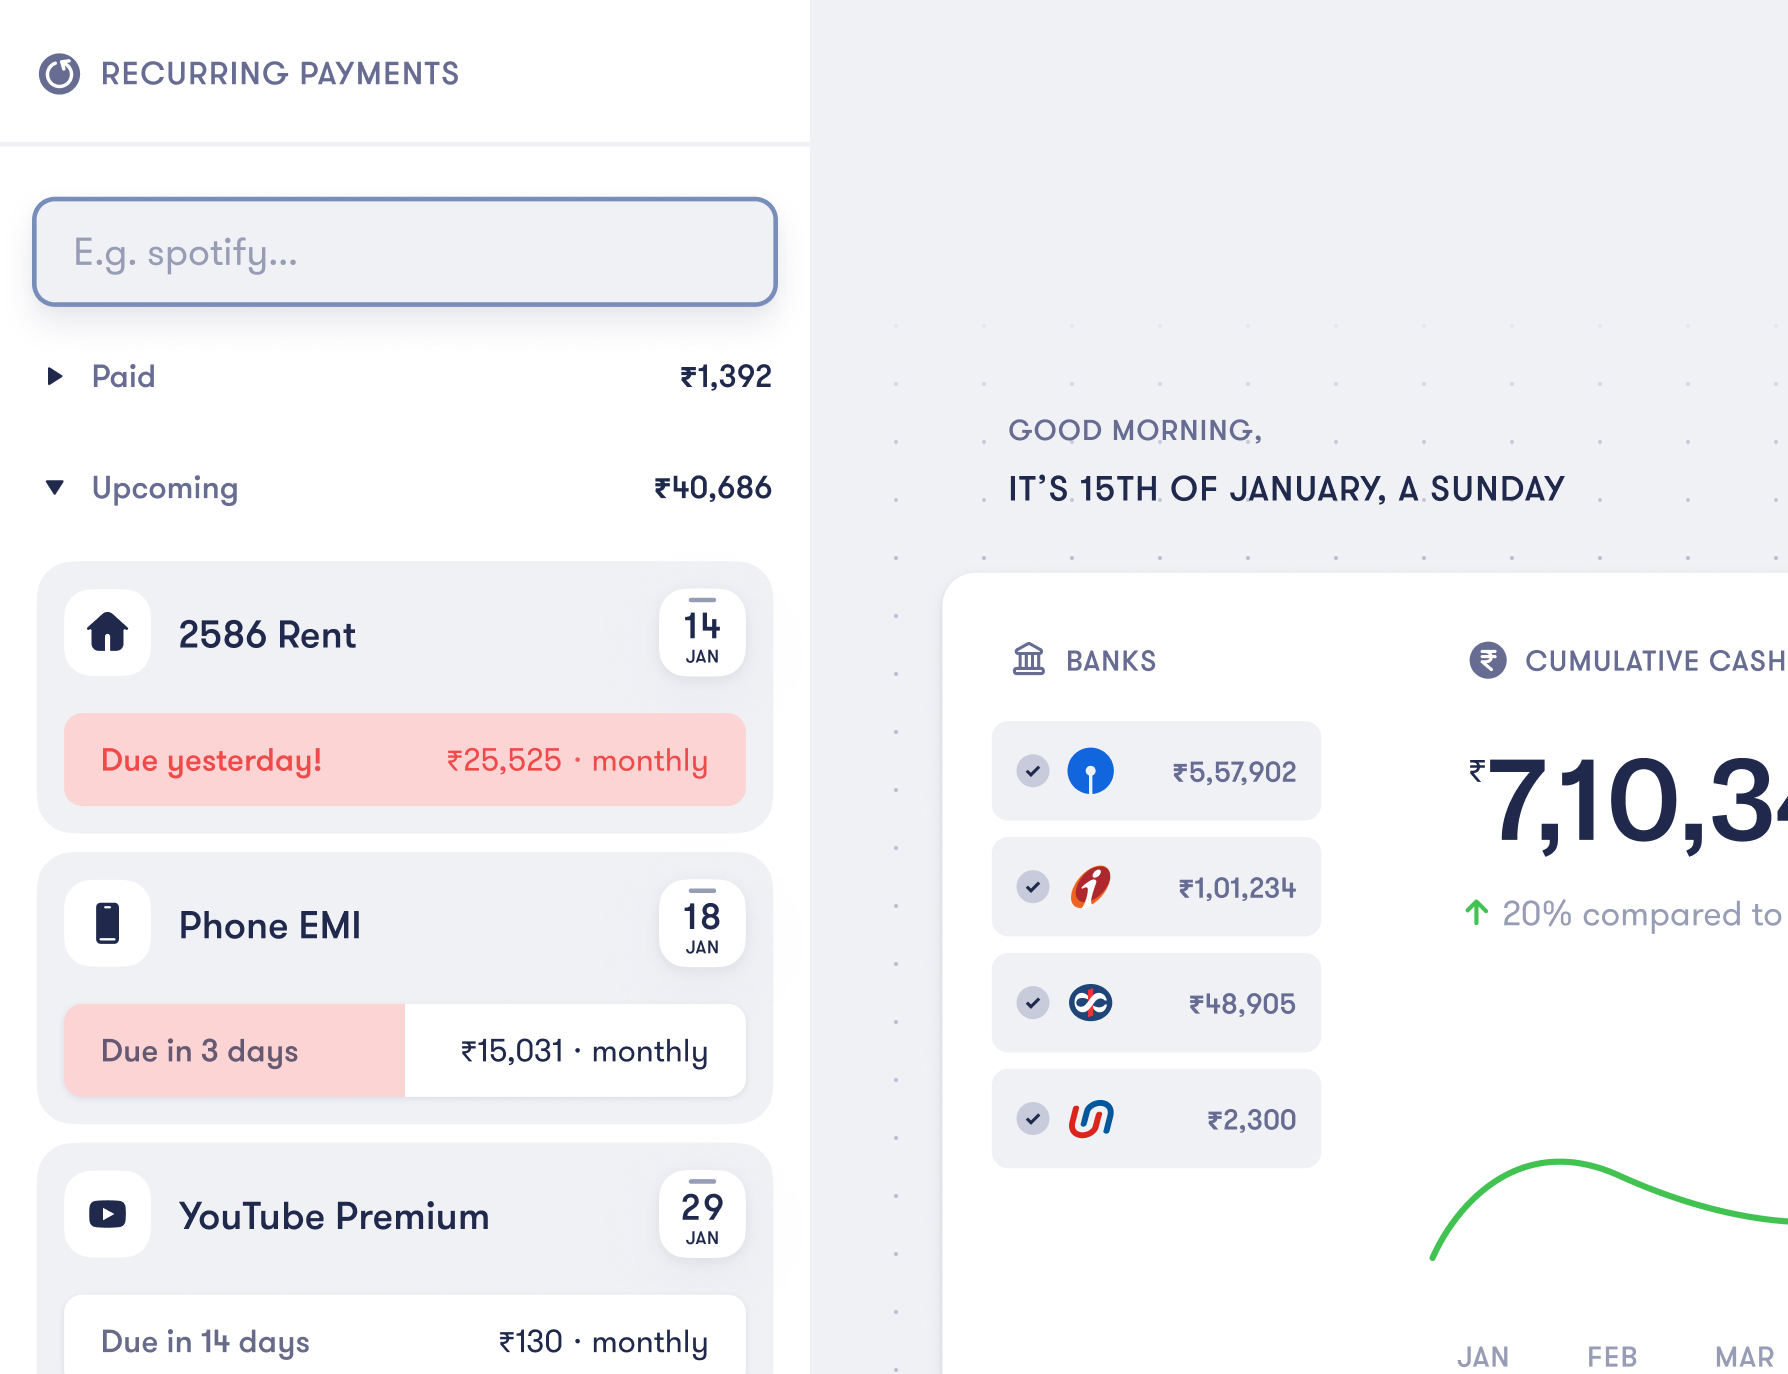 RECURRING PAYMENTS
E.g. spotify...
Paid ₹1,392
Upcoming ₹40,686
2586 Rent
14
JAN
Due yesterday! ₹25,525 · monthly
Phone EMI
18
JAN
Due in 3 days ₹15,031 · monthly
YouTube Premium
29
JAN
Due in 14 days ₹130 · monthly
GOOD MORNING,
IT’S 15TH OF JANUARY, A SUNDAY
BANKS
₹5,57,902
₹1,01,234
₹48,905
₹2,300
₹ CUMULATIVE CASH
₹7,10,34
20% compared to
JAN FEB MAR